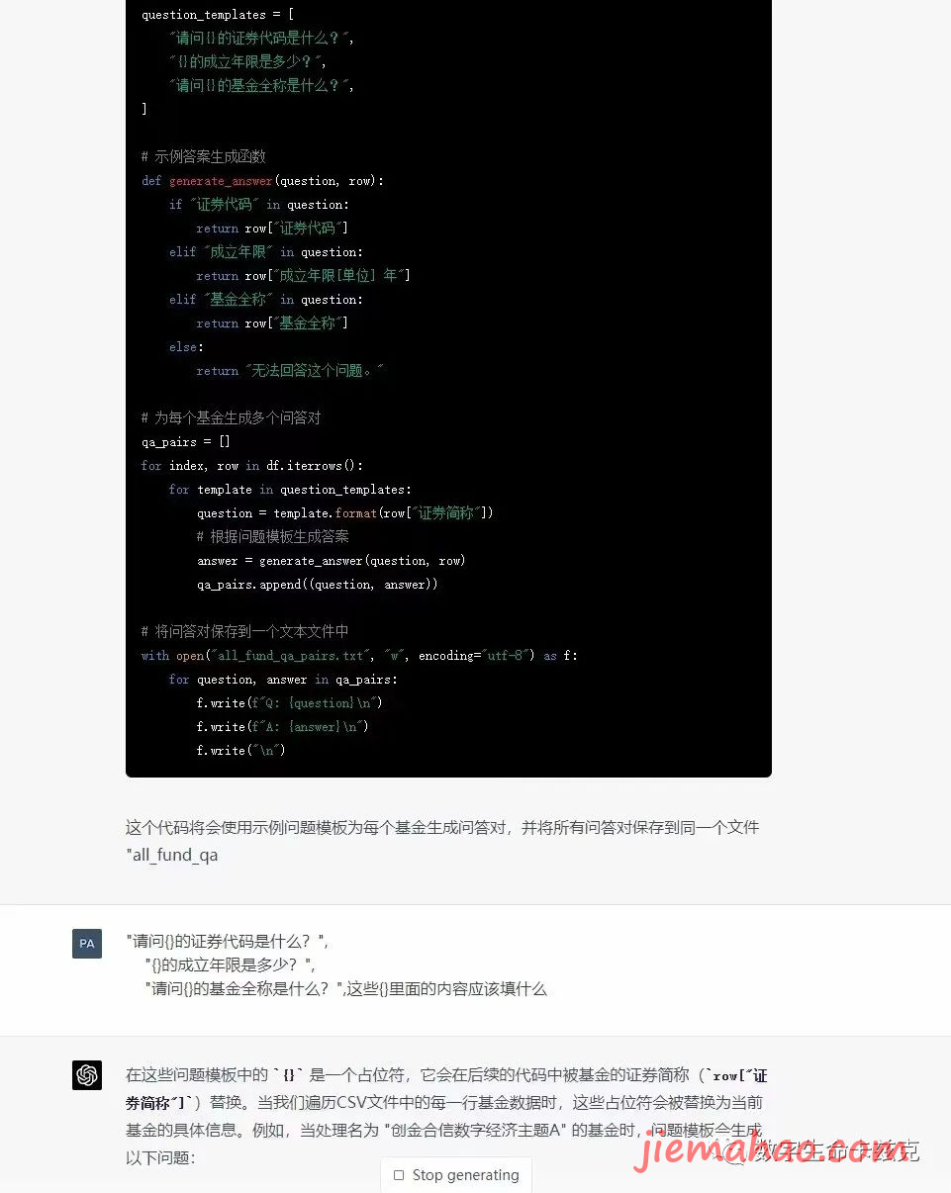 question_templates = [
"请问{}的证券代码是什么？",
"{}的成立年限是多少？",
"请问{}的基金全称是什么？",
]
# 示例答案生成函数
def generate_answer(question, row):
if "证券代码" in question:
return row["证券代码"]
elif "成立年限" in question:
return row["成立年限[单位] 年"]
elif "基金全称" in question:
return row["基金全称"]
else:
return "无法回答这个问题。"
# 为每个基金生成多个问答对
qa_pairs = []
for index, row in df.iterrows():
for template in question_templates:
question = template.format(row["证券简称"])
# 根据问题模板生成答案
answer = generate_answer(question, row)
qa_pairs.append((question, answer))
# 将问答对保存到一个文本文件中
with open("all_fund_qa_pairs.txt", "w", encoding="utf-8") as f:
for question, answer in qa_pairs:
f.write(f"Q: {question}\n")
f.write(f"A: {answer}\n")
f.write("\n")
这个代码将会使用示例问题模板为每个基金生成问答对，并将所有问答对保存到同一个文件
"all_fund_qa
PA
"请问{}的证券代码是什么？",
"{}的成立年限是多少？",
"请问{}的基金全称是什么？",这些{}里面的内容应该填什么
在这些问题模板中的 `{}` 是一个占位符，它会在后续的代码中被基金的证券简称（`row["证
券简称"]`）替换。当我们遍历CSV文件中的每一行基金数据时，这些占位符会被替换为当前
基金的具体信息。例如，当处理名为 "创金合信数字经济主题A" 的基金时，问题模板会生成
以下问题：
jiemahao.com
数字生命卡兹克
Stop generating